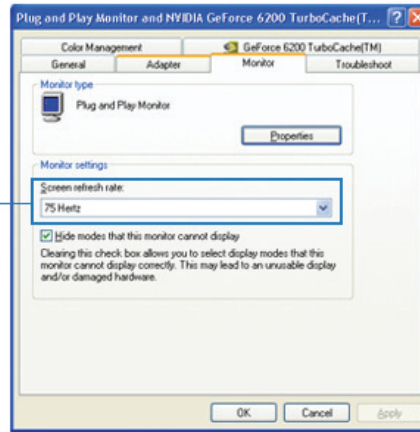 Plug and Play Monitor and NVIDIA GeForce 6200 TurboCache(T...
Color Management
GeForce 6200 TurboCache(TM)
General
Adapter
Monitor
Troubleshoot
Monitor type
Plug and Play Monitor
Properties
Monitor settings
Screen refresh rate:
75 Hertz
Hide modes that this monitor cannot display
Clearing this check box allows you to select display modes that this
monitor cannot display correctly. This may lead to an unusable display
and/or damaged hardware.
OK
Cancel
Apply